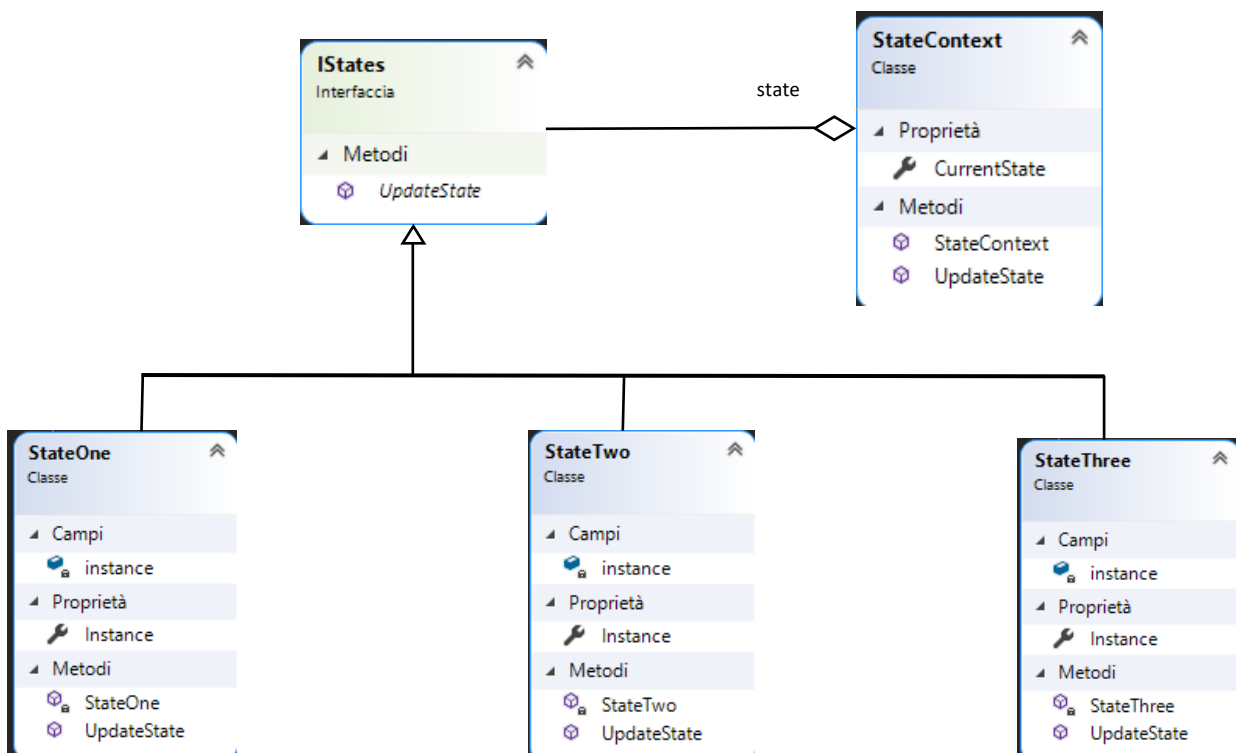 IStates
Interfaccia
Metodi
UpdateState
state
StateContext
Classe
Proprietà
CurrentState
Metodi
StateContext
UpdateState
StateOne
Classe
Campi
instance
Proprietà
Instance
Metodi
StateOne
UpdateState
StateTwo
Classe
Campi
instance
Proprietà
Instance
Metodi
StateTwo
UpdateState
StateThree
Classe
Campi
instance
Proprietà
Instance
Metodi
StateThree
UpdateState